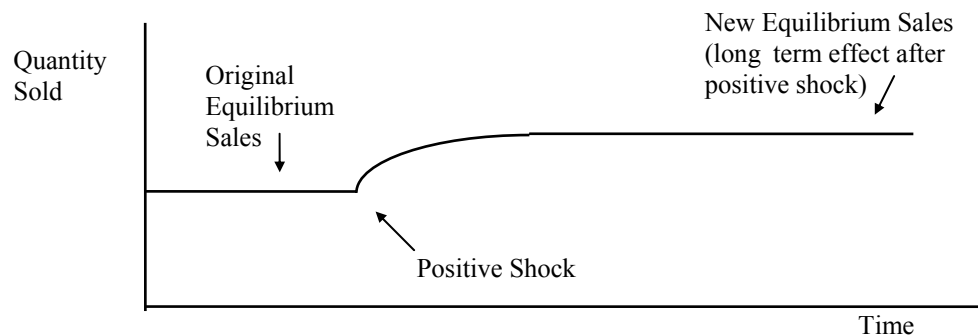 New Equilibrium Sales
(long term effect after
positive shock)
Quantity
Sold
Original
Equilibrium
Sales
Positive Shock
Time